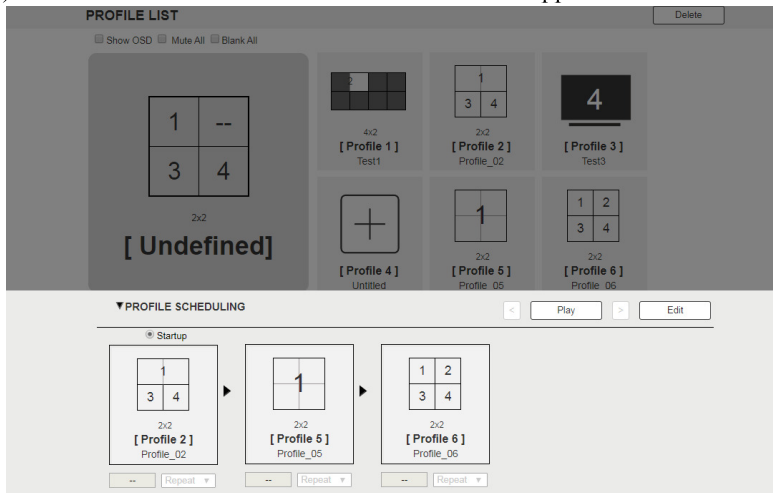 PROFILE LIST
Delete
Show OSD Mute All Blank All
1 --
3 4
2x2
[ Undefined]
2
4x2
[ Profile 1 ]
Test1
1
3 4
2x2
[ Profile 2 ]
Profile_02
4
[ Profile 3 ]
Test3
[ Profile 4 ]
Untitled
1
2x2
[ Profile 5 ]
Profile_05
1 2
3 4
2x2
[ Profile 6 ]
Profile_06
▼PROFILE SCHEDULING
< Play > Edit
Startup
1
3 4
2x2
[ Profile 2 ]
Profile_02
-- Repeat ▼
1
2x2
[ Profile 5 ]
Profile_05
-- Repeat ▼
1 2
3 4
2x2
[ Profile 6 ]
Profile_06
-- Repeat ▼